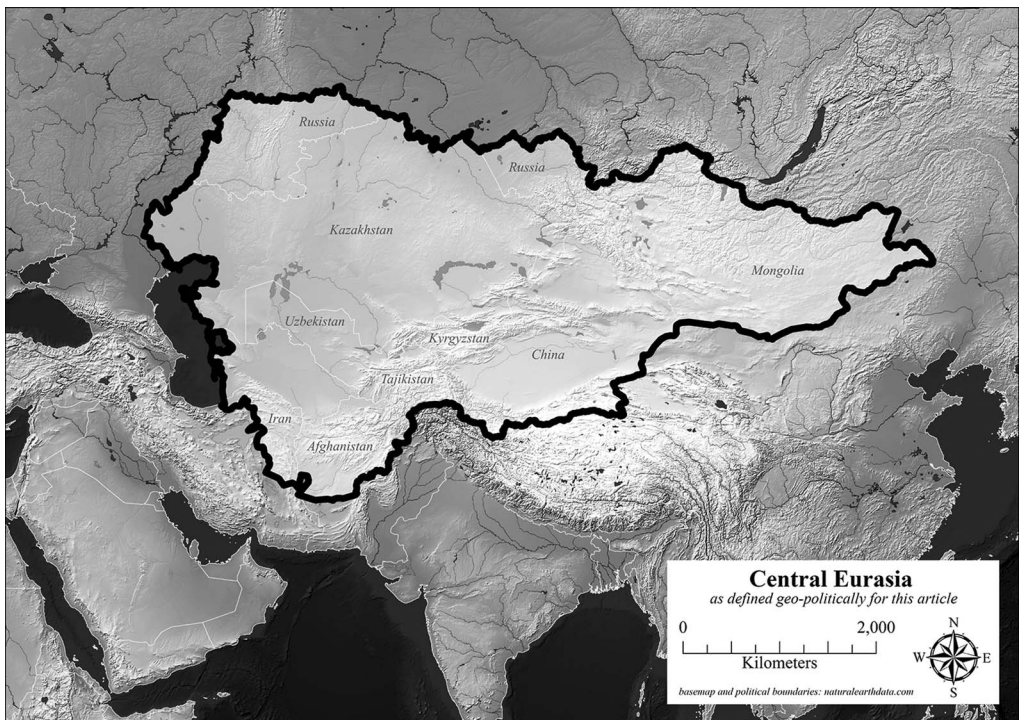 Russia
Russia
Kazakhstan
Mongolia
Uzbekistan
Kyrgyzstan
China
Tajikistan
Iran
Afghanistan
Central Eurasia
as defined geo-politically for this article
0 2,000
Kilometers
N
W E
S
basemap and political boundaries: naturalearthdata.com